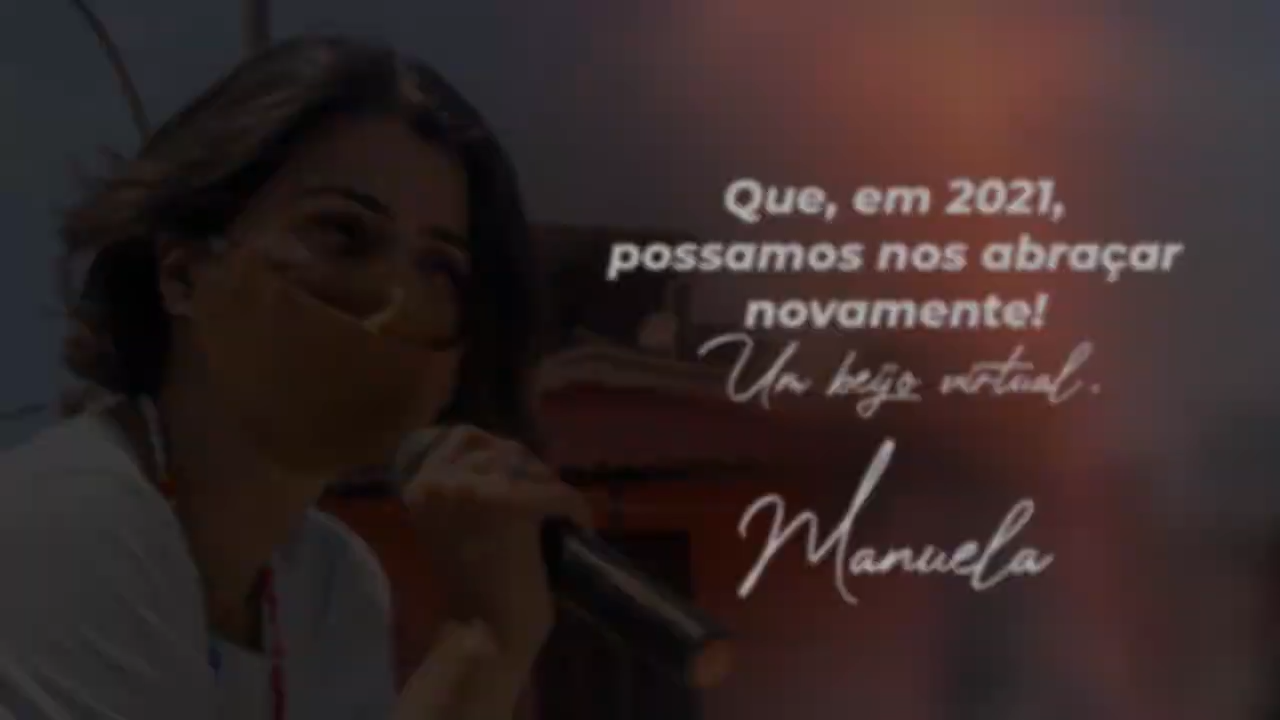 Que, em 2021,
possamos nos abraçar
novamente!
Um beijo virtual.
Manuela